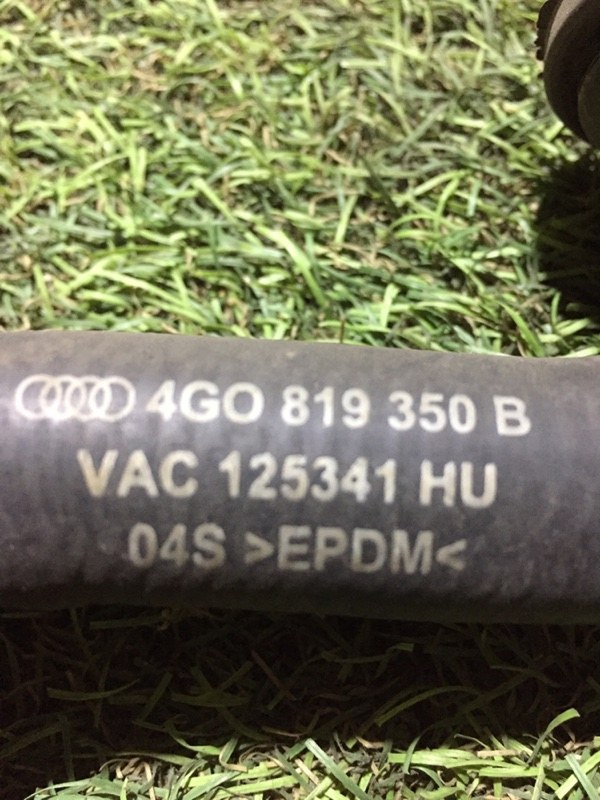 4GO 819 350 B
VAC 125341 HU
04S >EPDM<